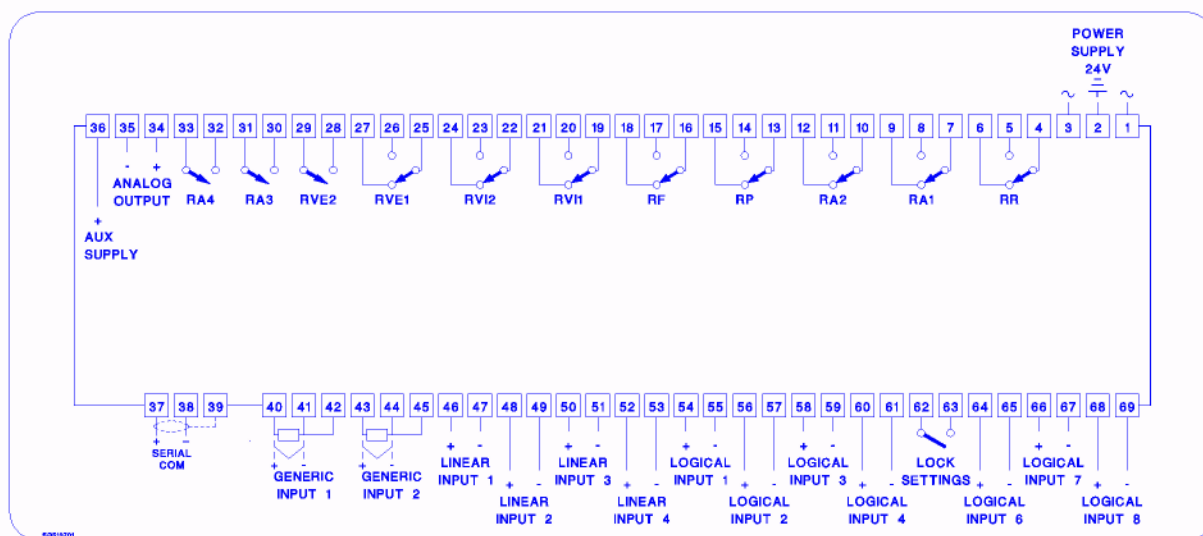 POWER
SUPPLY
24V
~ ~
36 35 34 33 32 31 30 29 28 27 26 25 24 23 22 21 20 19 18 17 16 15 14 13 12 11 10 9 8 7 6 5 4 3 2 1
- +
ANALOG
OUTPUT
RA4 RA3 RVE2 RVE1 RVI2 RVI1 RF RP RA2 RA1 RR
+
AUX
SUPPLY
37 38 39 40 41 42 43 44 45 46 47 48 49 50 51 52 53 54 55 56 57 58 59 60 61 62 63 64 65 66 67 68 69
+ -
SERIAL
COM
+ -
GENERIC
INPUT 1
+ -
GENERIC
INPUT 2
+ -
LINEAR
INPUT 1
+ -
LINEAR
INPUT 2
+ -
LINEAR
INPUT 3
+ -
LINEAR
INPUT 4
+ -
LOGICAL
INPUT 1
+ -
LOGICAL
INPUT 2
+ -
LOGICAL
INPUT 3
+ -
LOGICAL
INPUT 4
LOCK
SETTINGS
+ -
LOGICAL
INPUT 6
+ -
LOGICAL
INPUT 7
+ -
LOGICAL
INPUT 8